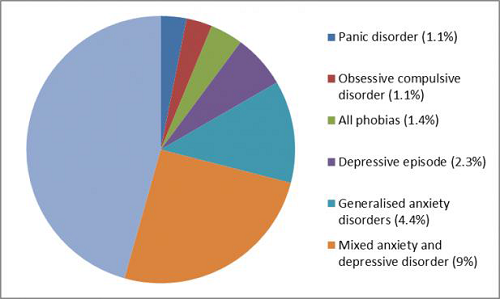 Panic disorder (1.1%)
Obsessive compulsive
disorder (1.1%)
All phobias (1.4%)
Depressive episode (2.3%)
Generalised anxiety
disorders (4.4%)
Mixed anxiety and
depressive disorder (9%)